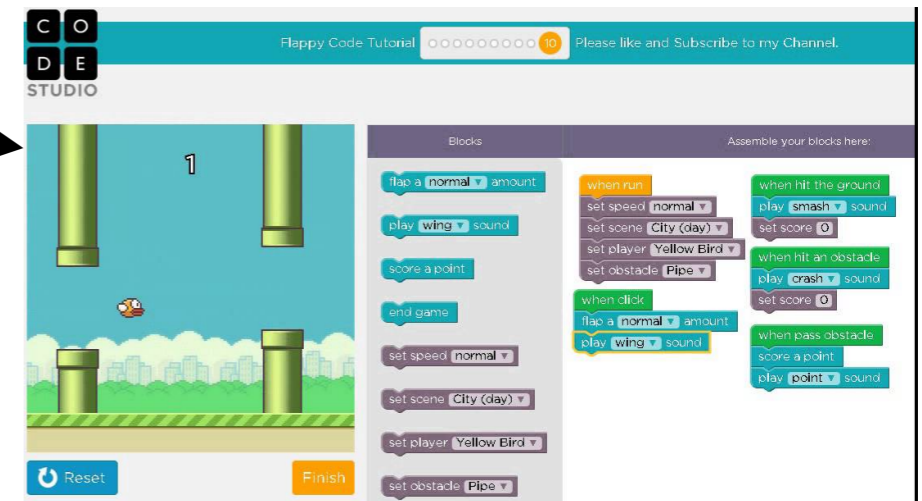 CODE
STUDIO
Flappy Code Tutorial 10 Please like and Subscribe to my Channel.
1
Reset
Finish
Blocks
flap a normal amount
play wing sound
score a point
end game
set speed normal
set scene City (day)
set player Yellow Bird
set obstacle Pipe
Assemble your blocks here:
when run
set speed normal
set scene City (day)
set player Yellow Bird
set obstacle Pipe
when click
flap a normal amount
play wing sound
when hit the ground
play smash sound
set score 0
when hit an obstacle
play crash sound
set score 0
when pass obstacle
score a point
play point sound